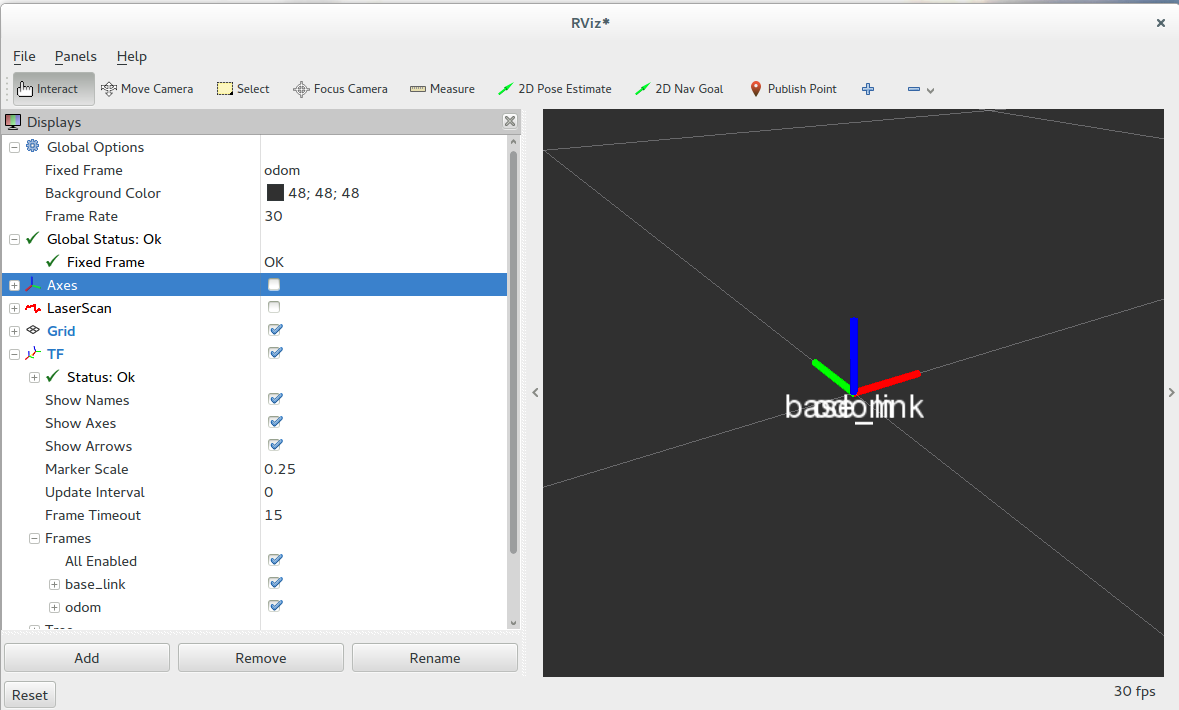 RViz*
File Panels Help
Interact Move Camera Select Focus Camera Measure 2D Pose Estimate 2D Nav Goal Publish Point
Displays
Global Options
Fixed Frame odom
Background Color 48; 48; 48
Frame Rate 30
Global Status: Ok
Fixed Frame OK
Axes
LaserScan
Grid
TF
Status: Ok
Show Names
Show Axes
Show Arrows
Marker Scale 0.25
Update Interval 0
Frame Timeout 15
Frames
All Enabled
base_link
odom
Add Remove Rename
Reset
base_link
odom
30 fps